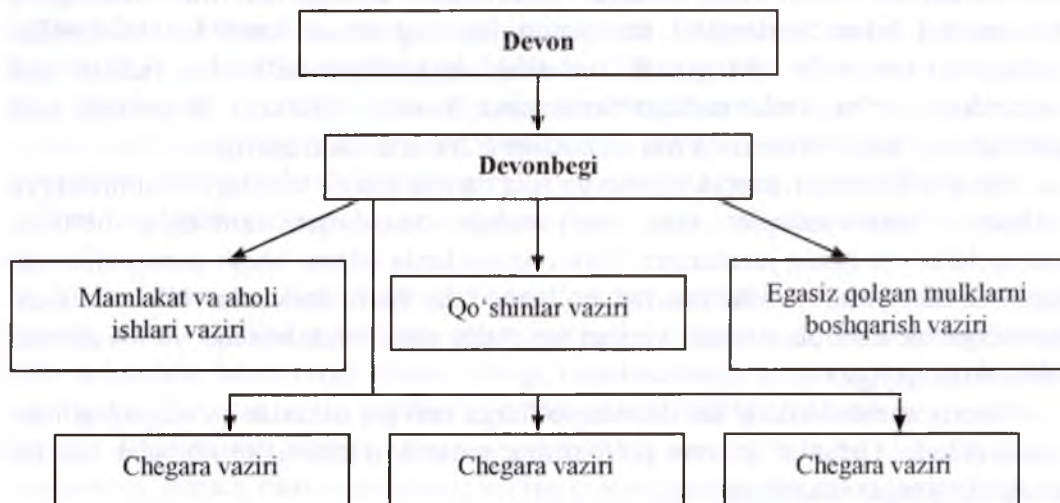 Devon
Devonbegi
Mamlakat va aholi
ishlari vaziri
Qo‘shinlar vaziri
Egasiz qolgan mulklarni
boshqarish vaziri
Chegara vaziri
Chegara vaziri
Chegara vaziri